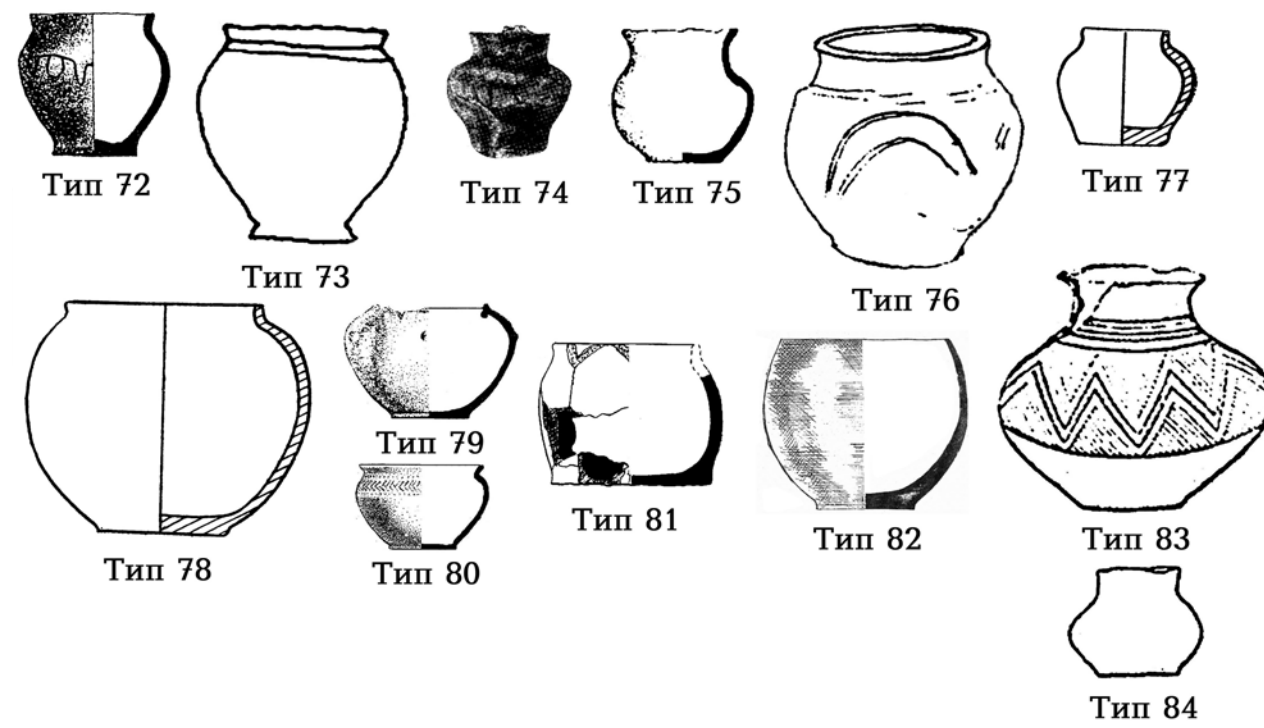 Тип 72
Тип 73
Тип 74
Тип 75
Тип 76
Тип 77
Тип 78
Тип 79
Тип 80
Тип 81
Тип 82
Тип 83
Тип 84